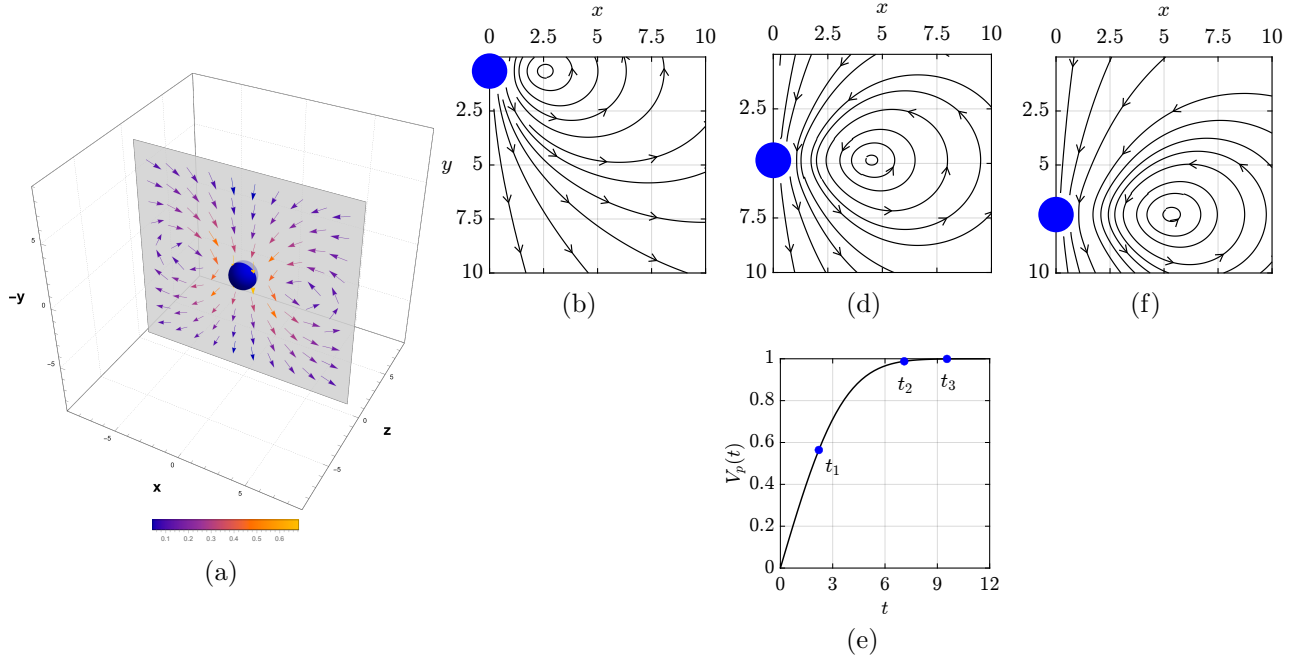 x x x
0 2.5 5 7.5 10 0 2.5 5 7.5 10 0 2.5 5 7.5 10
y
2.5 2.5 2.5
5 5 5
7.5 7.5 7.5
10 10 10
(b) (d) (f)
5
0
−5
−y
−5
0
5
x
5
0
−5
z
0.1 0.2 0.3 0.4 0.5 0.6
(a)
V_p(t)
1
0.8
0.6
0.4
0.2
0
t_1
t_2
t_3
0 3 6 9 12
t
(e)